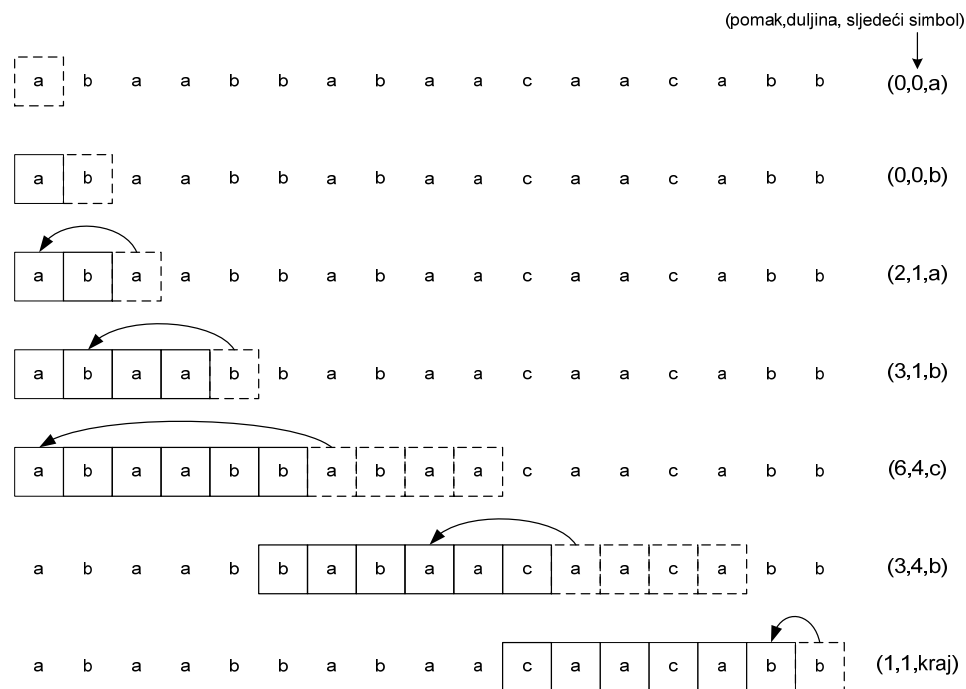 (pomak,duljina, sljedeći simbol)
a b a a b b a b a a c a a c a b b (0,0,a)
a b a a b b a b a a c a a c a b b (0,0,b)
a b a a b b a b a a c a a c a b b (2,1,a)
a b a a b b a b a a c a a c a b b (3,1,b)
a b a a b b a b a a c a a c a b b (6,4,c)
a b a a b b a b a a c a a c a b b (3,4,b)
a b a a b b a b a a c a a c a b b (1,1,kraj)